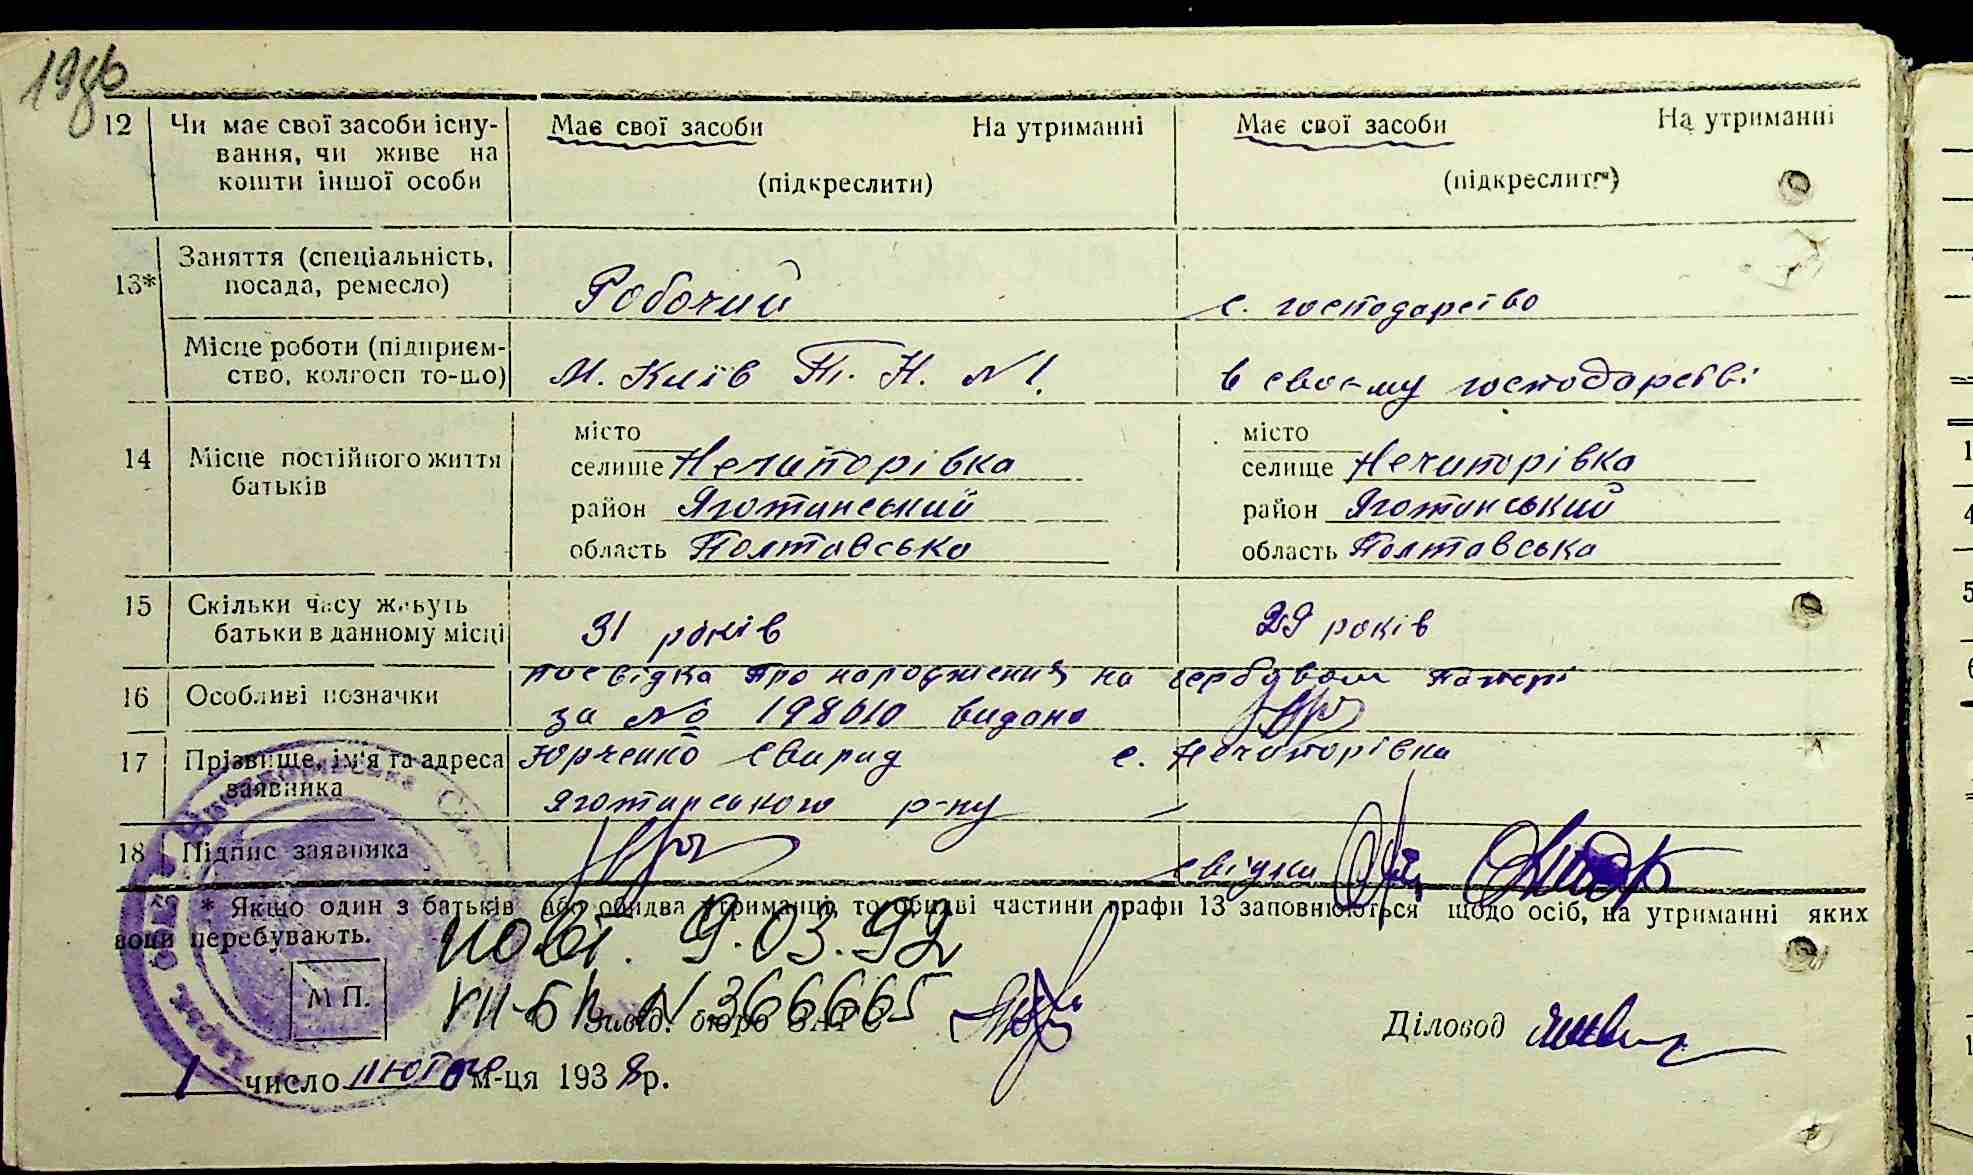 12 Чи має свої засоби існу- Має свої засоби На утриманні Має свої засоби На утриманні
вання, чи живе на
кошти іншої особи (підкреслити) (підкреслити)
13* Заняття (спеціальність,
посада, ремесло) Робочий с. господарство
Місце роботи (підприєм-
ство, колгосп то-що) М. Київ Т. Н. №1. в своєму господарстві
місто місто
14 Місце постійного життя селище Нечипорівка селище Нечипорівка
батьків
район Яготинський район Яготинський
область Полтавська область Полтавська
15 Скільки часу живуть
батьки в данному місці 31 років 29 років
посвідка про народження на гербовом папері
16 Особливі позначки
за № 198010 видано
17 Прізвище, ім'я та адреса Юрченко Свирид с. Нечипорівка
заявника
Яготинського р-ну
18 Підпис заявника
свідки
* Якщо один з батьків або обидва утриманці, то обидві частини графи 13 заповнюються щодо осіб, на утриманні яких
вони перебувають.
повт. 9.03.92
М П.
VII-БК N 366665
Завід. бюро ЗАГС Діловод
1 число лютого м-ця 1938 р.